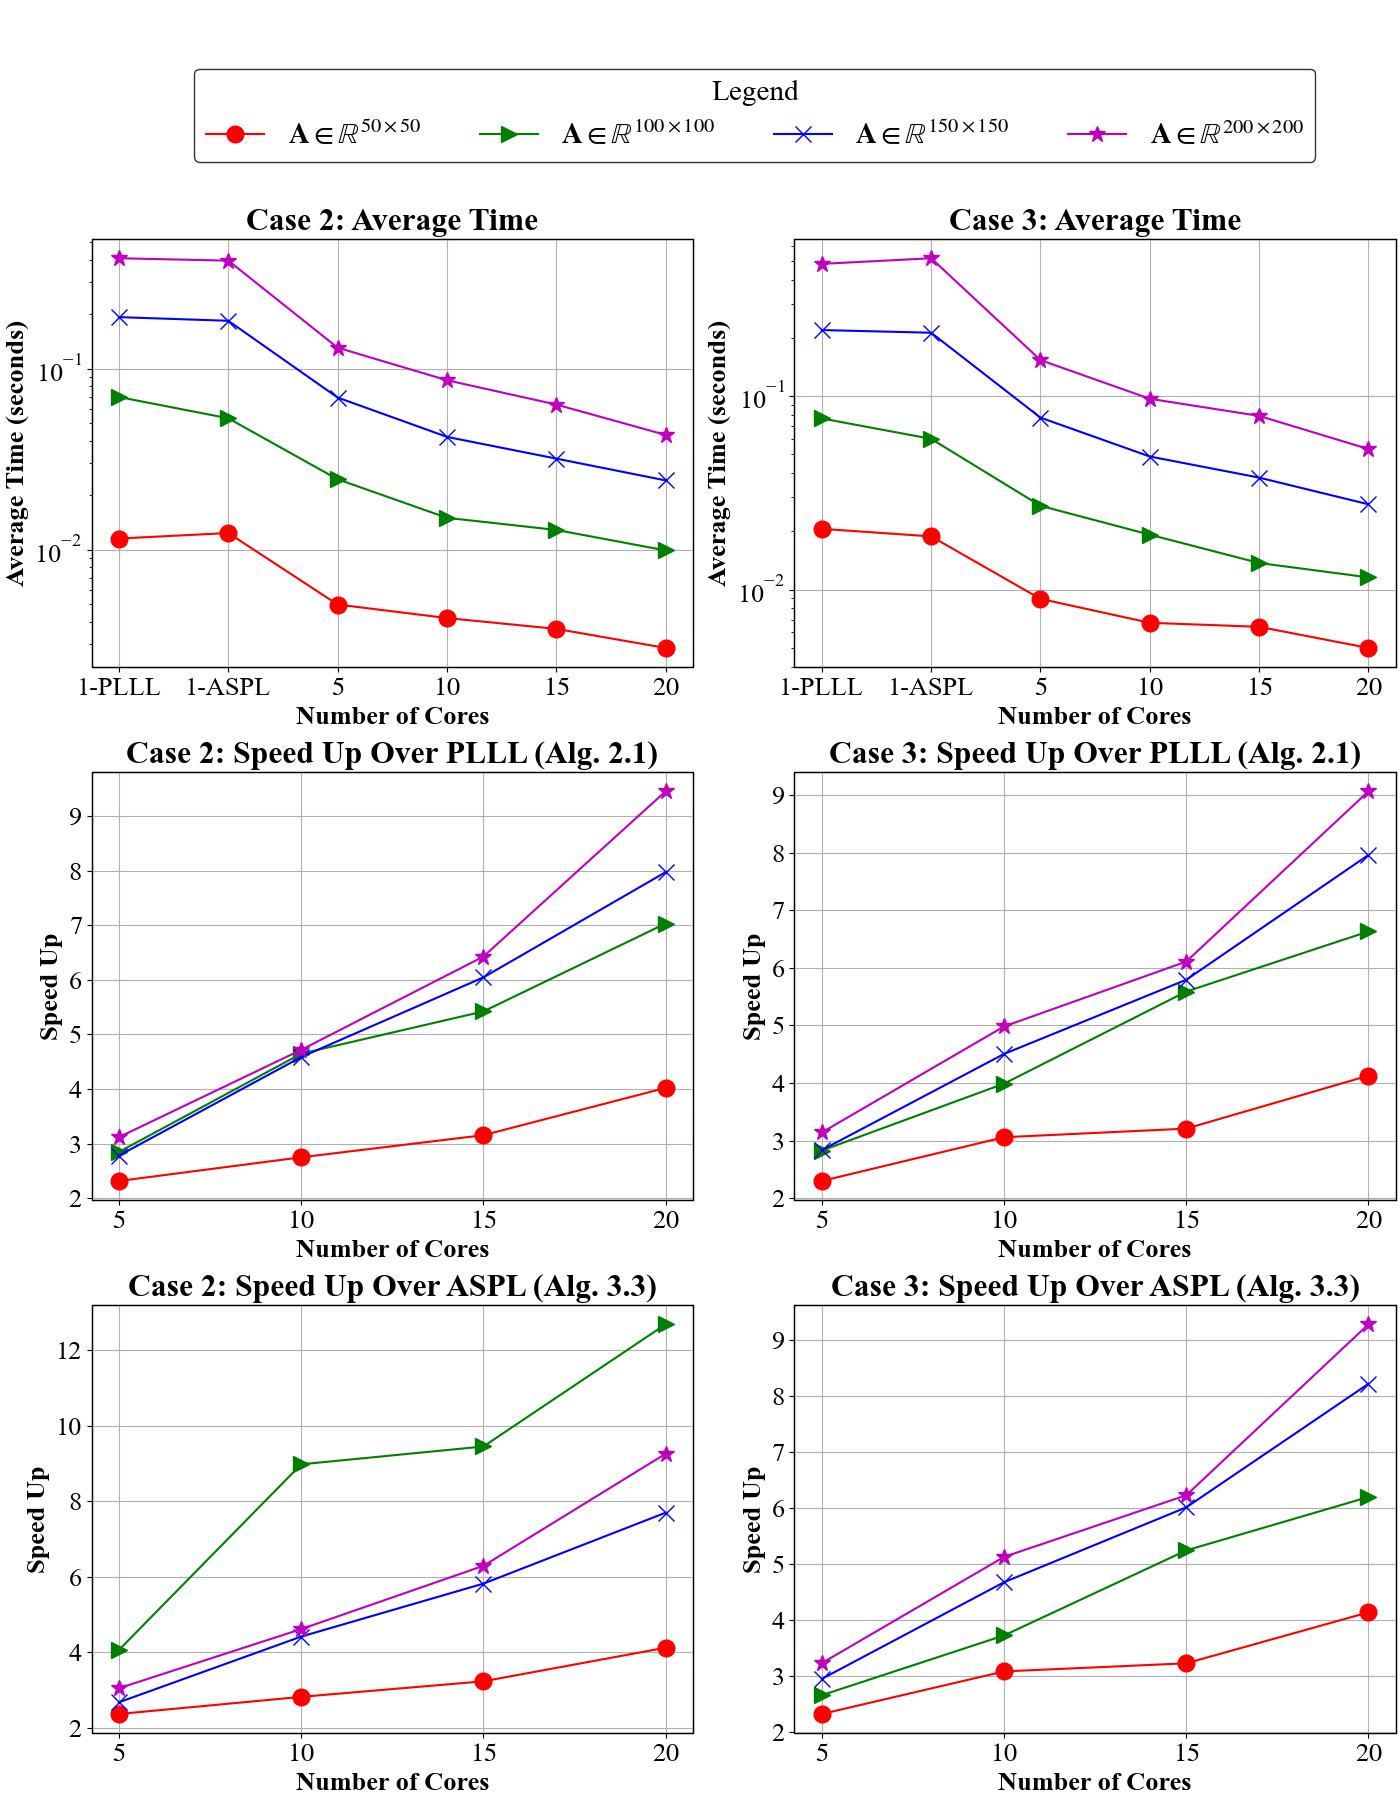 Legend
A ∈ ℝ^{50×50} A ∈ ℝ^{100×100} A ∈ ℝ^{150×150} A ∈ ℝ^{200×200}
Case 2: Average Time
Average Time (seconds)
10^{−1}
10^{−2}
1-PLLL 1-ASPL 5 10 15 20
Number of Cores
Case 3: Average Time
Average Time (seconds)
10^{−1}
10^{−2}
1-PLLL 1-ASPL 5 10 15 20
Number of Cores
Case 2: Speed Up Over PLLL (Alg. 2.1)
Speed Up
9
8
7
6
5
4
3
2
5 10 15 20
Number of Cores
Case 3: Speed Up Over PLLL (Alg. 2.1)
Speed Up
9
8
7
6
5
4
3
2
5 10 15 20
Number of Cores
Case 2: Speed Up Over ASPL (Alg. 3.3)
Speed Up
12
10
8
6
4
2
5 10 15 20
Number of Cores
Case 3: Speed Up Over ASPL (Alg. 3.3)
Speed Up
9
8
7
6
5
4
3
2
5 10 15 20
Number of Cores